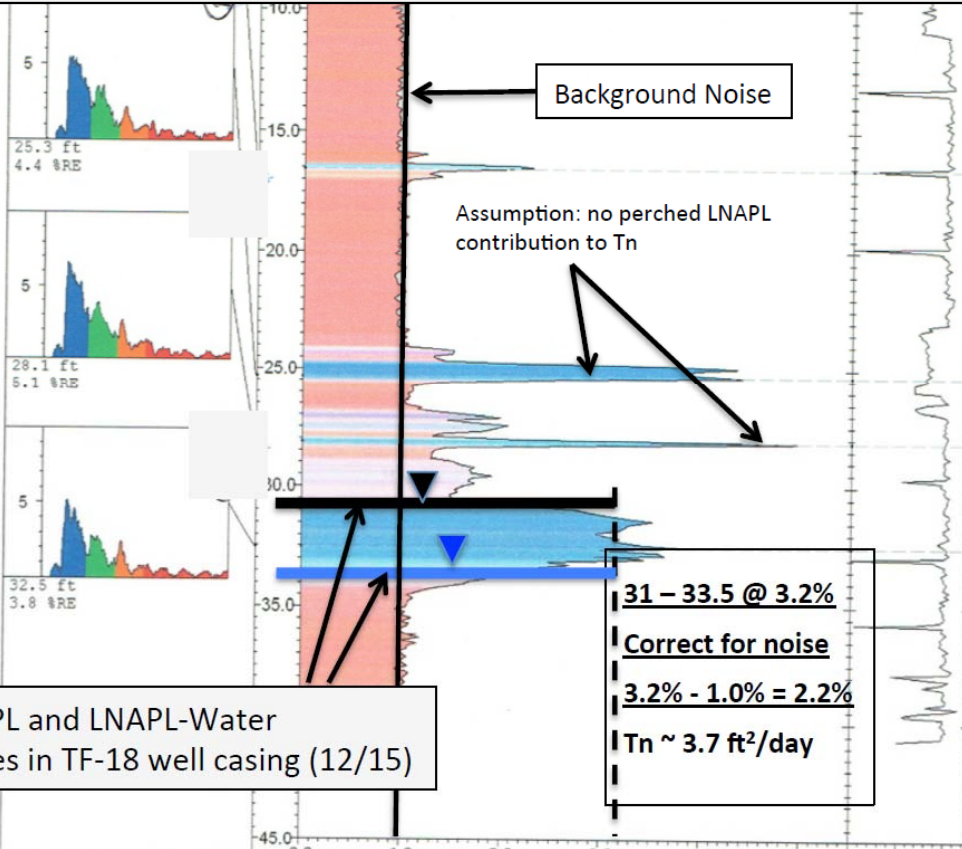 5
25.3 ft
4.4 %RE
5
28.1 ft
5.1 %RE
5
32.5 ft
3.8 %RE
10.0
15.0
20.0
25.0
30.0
35.0
45.0
Background Noise
Assumption: no perched LNAPL
contribution to Tn
31 – 33.5 @ 3.2%
Correct for noise
3.2% - 1.0% = 2.2%
Tn ~ 3.7 ft²/day
PL and LNAPL-Water
es in TF-18 well casing (12/15)